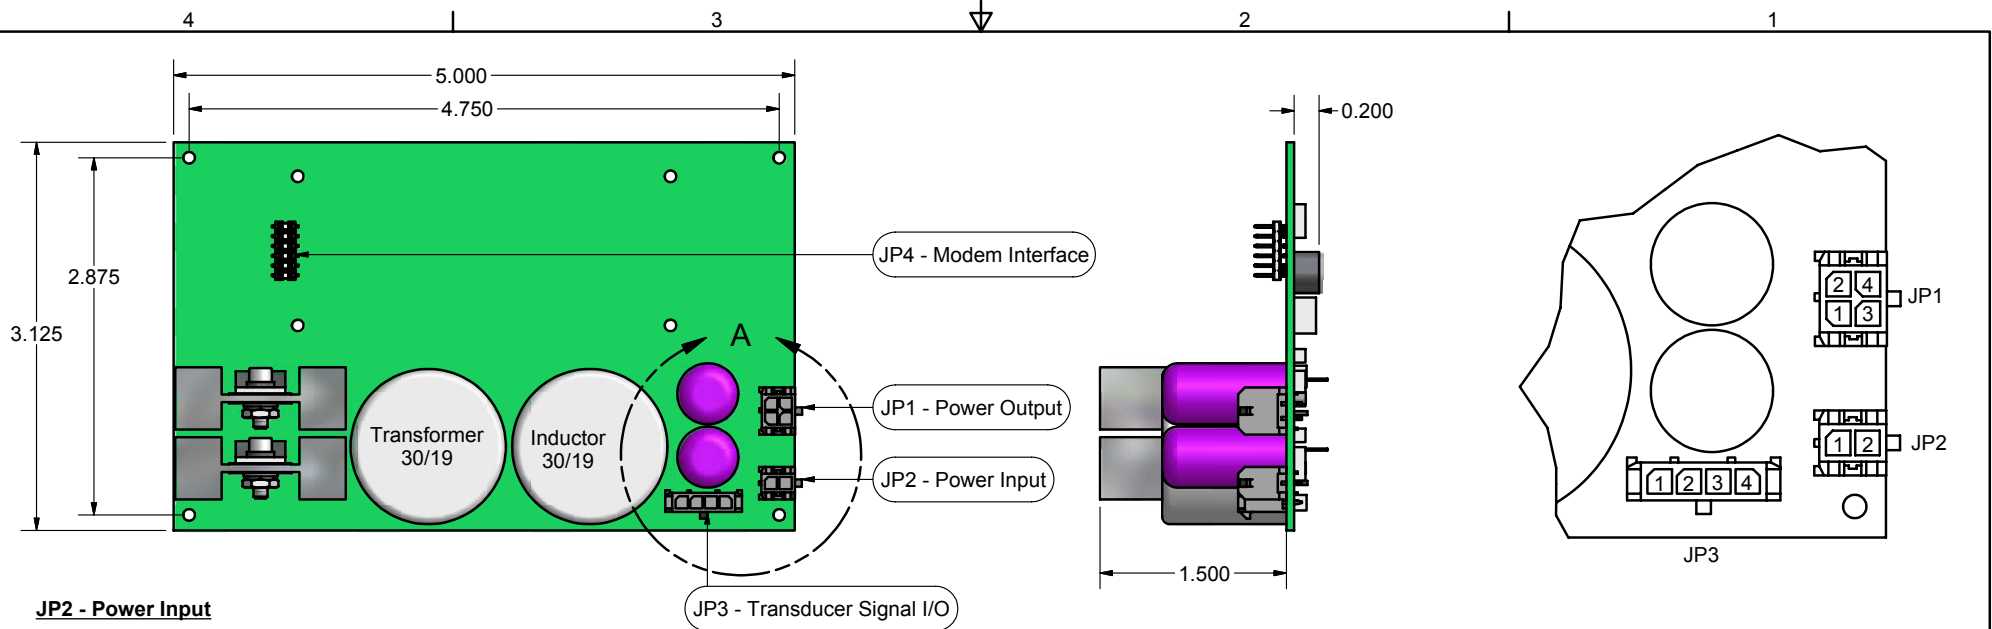 4 3 2 1
5.000
4.750
0.200
JP4 - Modem Interface
2.875
3.125
A
JP1 - Power Output
Transformer
30/19
Inductor
30/19
JP2 - Power Input
JP3 - Transducer Signal I/O
1.500
2 4
1 3
JP1
1 2
JP2
1 2 3 4
JP3
JP2 - Power Input